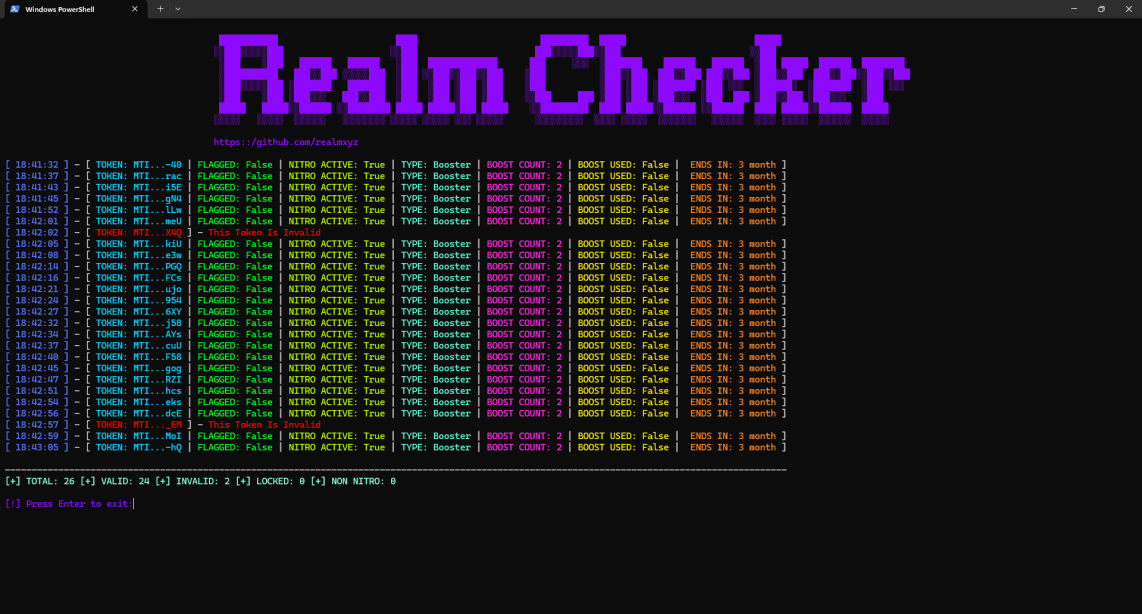 Windows PowerShell
Realm Checker
https://github.com/realmxyz
[ 18:41:32 ] - [ TOKEN: MTI...-40 | FLAGGED: False | NITRO ACTIVE: True | TYPE: Booster | BOOST COUNT: 2 | BOOST USED: False | ENDS IN: 3 month ]
[ 18:41:37 ] - [ TOKEN: MTI...rac | FLAGGED: False | NITRO ACTIVE: True | TYPE: Booster | BOOST COUNT: 2 | BOOST USED: False | ENDS IN: 3 month ]
[ 18:41:43 ] - [ TOKEN: MTI...i5E | FLAGGED: False | NITRO ACTIVE: True | TYPE: Booster | BOOST COUNT: 2 | BOOST USED: False | ENDS IN: 3 month ]
[ 18:41:45 ] - [ TOKEN: MTI...gN4 | FLAGGED: False | NITRO ACTIVE: True | TYPE: Booster | BOOST COUNT: 2 | BOOST USED: False | ENDS IN: 3 month ]
[ 18:41:52 ] - [ TOKEN: MTI...lLw | FLAGGED: False | NITRO ACTIVE: True | TYPE: Booster | BOOST COUNT: 2 | BOOST USED: False | ENDS IN: 3 month ]
[ 18:42:01 ] - [ TOKEN: MTI...meU | FLAGGED: False | NITRO ACTIVE: True | TYPE: Booster | BOOST COUNT: 2 | BOOST USED: False | ENDS IN: 3 month ]
[ 18:42:02 ] - [ TOKEN: MTI...X4Q ] - This Token Is Invalid
[ 18:42:05 ] - [ TOKEN: MTI...kiU | FLAGGED: False | NITRO ACTIVE: True | TYPE: Booster | BOOST COUNT: 2 | BOOST USED: False | ENDS IN: 3 month ]
[ 18:42:08 ] - [ TOKEN: MTI...e3w | FLAGGED: False | NITRO ACTIVE: True | TYPE: Booster | BOOST COUNT: 2 | BOOST USED: False | ENDS IN: 3 month ]
[ 18:42:14 ] - [ TOKEN: MTI...PGQ | FLAGGED: False | NITRO ACTIVE: True | TYPE: Booster | BOOST COUNT: 2 | BOOST USED: False | ENDS IN: 3 month ]
[ 18:42:16 ] - [ TOKEN: MTI...FCs | FLAGGED: False | NITRO ACTIVE: True | TYPE: Booster | BOOST COUNT: 2 | BOOST USED: False | ENDS IN: 3 month ]
[ 18:42:21 ] - [ TOKEN: MTI...ujo | FLAGGED: False | NITRO ACTIVE: True | TYPE: Booster | BOOST COUNT: 2 | BOOST USED: False | ENDS IN: 3 month ]
[ 18:42:24 ] - [ TOKEN: MTI...954 | FLAGGED: False | NITRO ACTIVE: True | TYPE: Booster | BOOST COUNT: 2 | BOOST USED: False | ENDS IN: 3 month ]
[ 18:42:27 ] - [ TOKEN: MTI...6XY | FLAGGED: False | NITRO ACTIVE: True | TYPE: Booster | BOOST COUNT: 2 | BOOST USED: False | ENDS IN: 3 month ]
[ 18:42:32 ] - [ TOKEN: MTI...j58 | FLAGGED: False | NITRO ACTIVE: True | TYPE: Booster | BOOST COUNT: 2 | BOOST USED: False | ENDS IN: 3 month ]
[ 18:42:34 ] - [ TOKEN: MTI...AYs | FLAGGED: False | NITRO ACTIVE: True | TYPE: Booster | BOOST COUNT: 2 | BOOST USED: False | ENDS IN: 3 month ]
[ 18:42:37 ] - [ TOKEN: MTI...cuU | FLAGGED: False | NITRO ACTIVE: True | TYPE: Booster | BOOST COUNT: 2 | BOOST USED: False | ENDS IN: 3 month ]
[ 18:42:40 ] - [ TOKEN: MTI...F58 | FLAGGED: False | NITRO ACTIVE: True | TYPE: Booster | BOOST COUNT: 2 | BOOST USED: False | ENDS IN: 3 month ]
[ 18:42:45 ] - [ TOKEN: MTI...gog | FLAGGED: False | NITRO ACTIVE: True | TYPE: Booster | BOOST COUNT: 2 | BOOST USED: False | ENDS IN: 3 month ]
[ 18:42:47 ] - [ TOKEN: MTI...RZI | FLAGGED: False | NITRO ACTIVE: True | TYPE: Booster | BOOST COUNT: 2 | BOOST USED: False | ENDS IN: 3 month ]
[ 18:42:51 ] - [ TOKEN: MTI...hcs | FLAGGED: False | NITRO ACTIVE: True | TYPE: Booster | BOOST COUNT: 2 | BOOST USED: False | ENDS IN: 3 month ]
[ 18:42:54 ] - [ TOKEN: MTI...eks | FLAGGED: False | NITRO ACTIVE: True | TYPE: Booster | BOOST COUNT: 2 | BOOST USED: False | ENDS IN: 3 month ]
[ 18:42:56 ] - [ TOKEN: MTI...dcE | FLAGGED: False | NITRO ACTIVE: True | TYPE: Booster | BOOST COUNT: 2 | BOOST USED: False | ENDS IN: 3 month ]
[ 18:42:57 ] - [ TOKEN: MTI..._EM ] - This Token Is Invalid
[ 18:42:59 ] - [ TOKEN: MTI...MoI | FLAGGED: False | NITRO ACTIVE: True | TYPE: Booster | BOOST COUNT: 2 | BOOST USED: False | ENDS IN: 3 month ]
[ 18:43:05 ] - [ TOKEN: MTI...-hQ | FLAGGED: False | NITRO ACTIVE: True | TYPE: Booster | BOOST COUNT: 2 | BOOST USED: False | ENDS IN: 3 month ]
[+] TOTAL: 26 [+] VALID: 24 [+] INVALID: 2 [+] LOCKED: 0 [+] NON NITRO: 0
[!] Press Enter to exit: